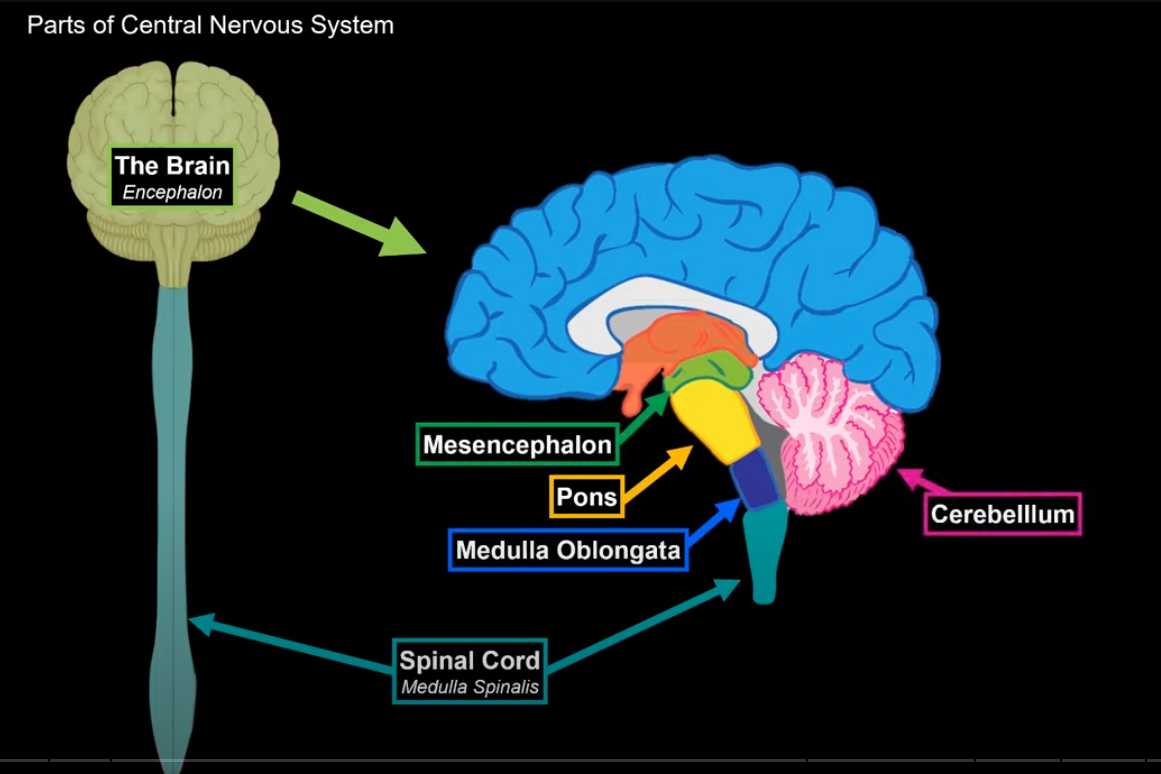 Parts of Central Nervous System
The Brain
Encephalon
Mesencephalon
Pons
Medulla Oblongata
Cerebelllum
Spinal Cord
Medulla Spinalis